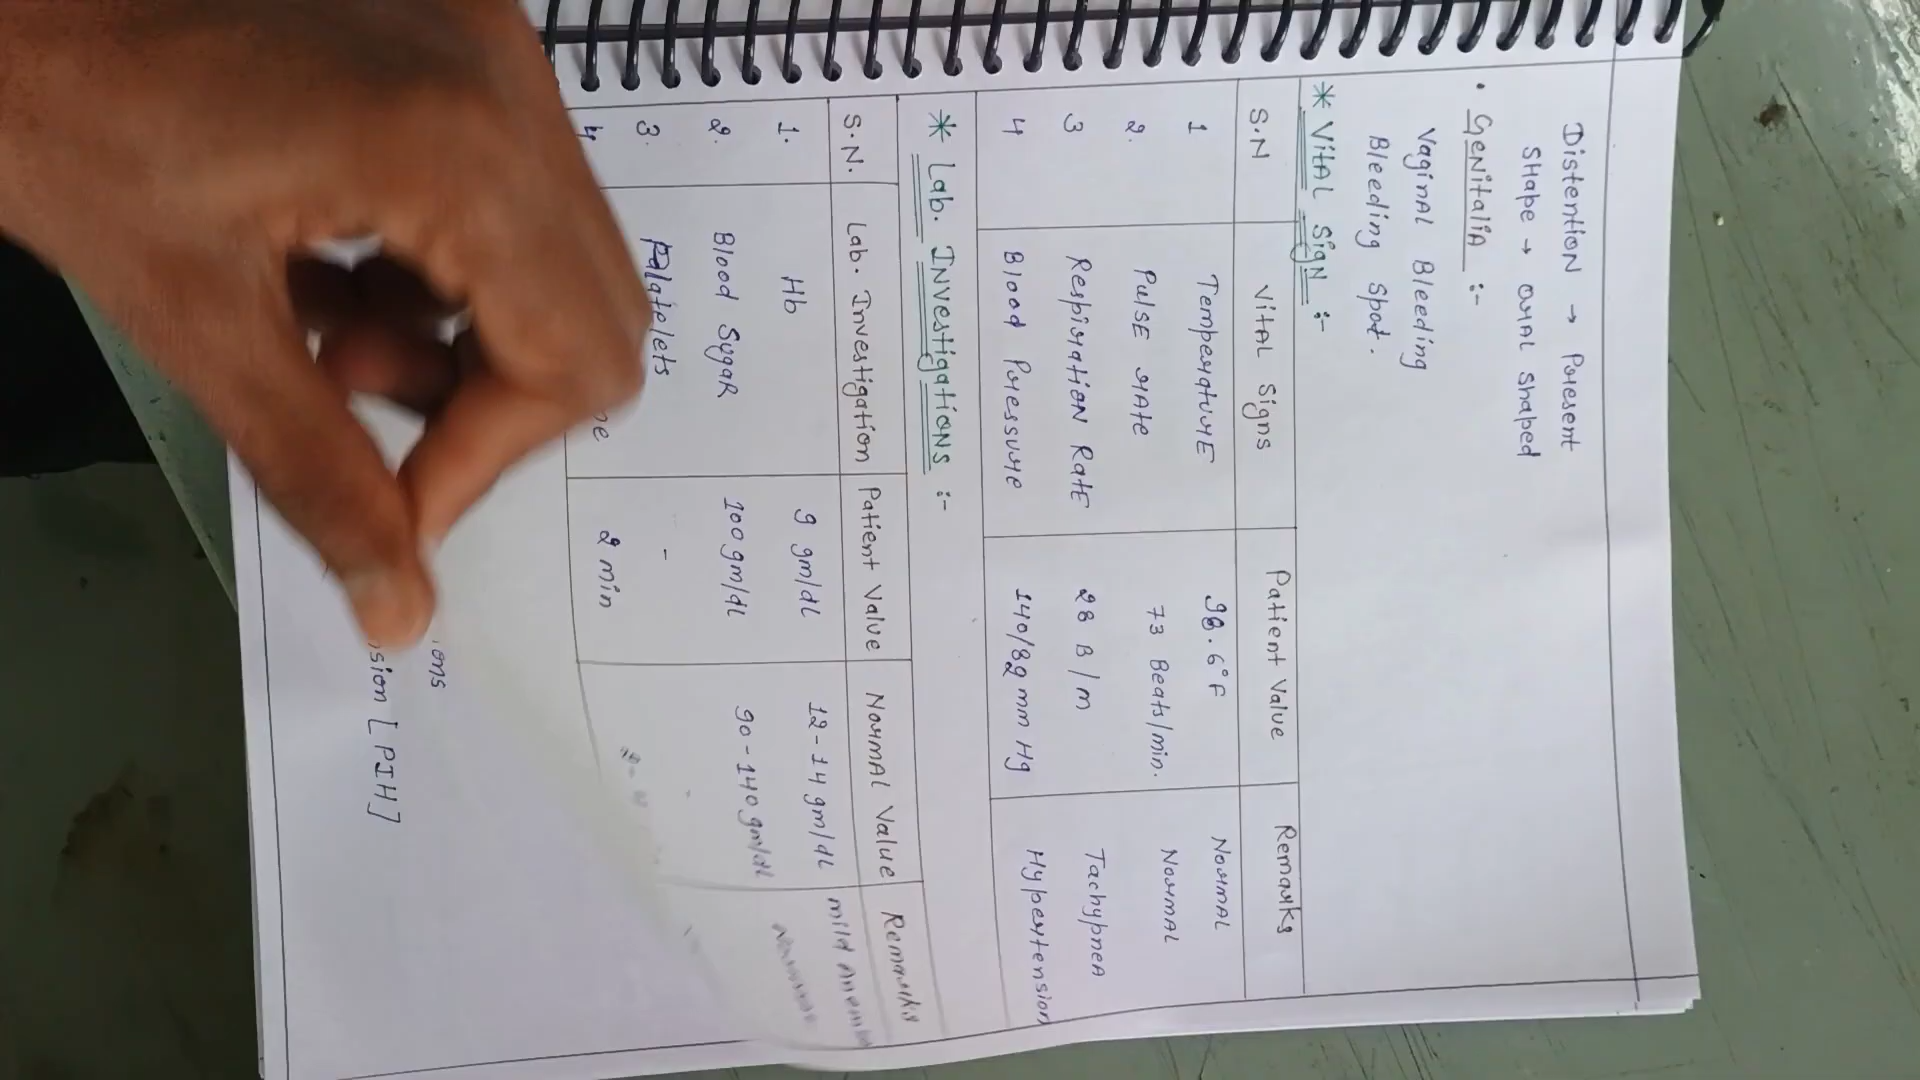 Distention → Present
Shape → oval shaped
• Genitalia :-
Vaginal Bleeding
Bleeding Spot.
* Vital Sign :-
S.N Vital Signs Patient Value Remarks
1 Temperature 98.6°F Normal
2. Pulse rate 73 Beats/min. Normal
3 Respiration Rate 28 B/m Tachypnea
4 Blood Pressure 140/82 mm Hg Hypertension
* Lab. Investigations :-
S.N. Lab. Investigation Patient Value Normal Value Remarks
1. Hb 9 gm/dl 12-14 gm/dl mild Anemia
2. Blood Sugar 100 gm/dl 90-140 gm/dl
3. Palatelets -
4. 2 min
[PIH]